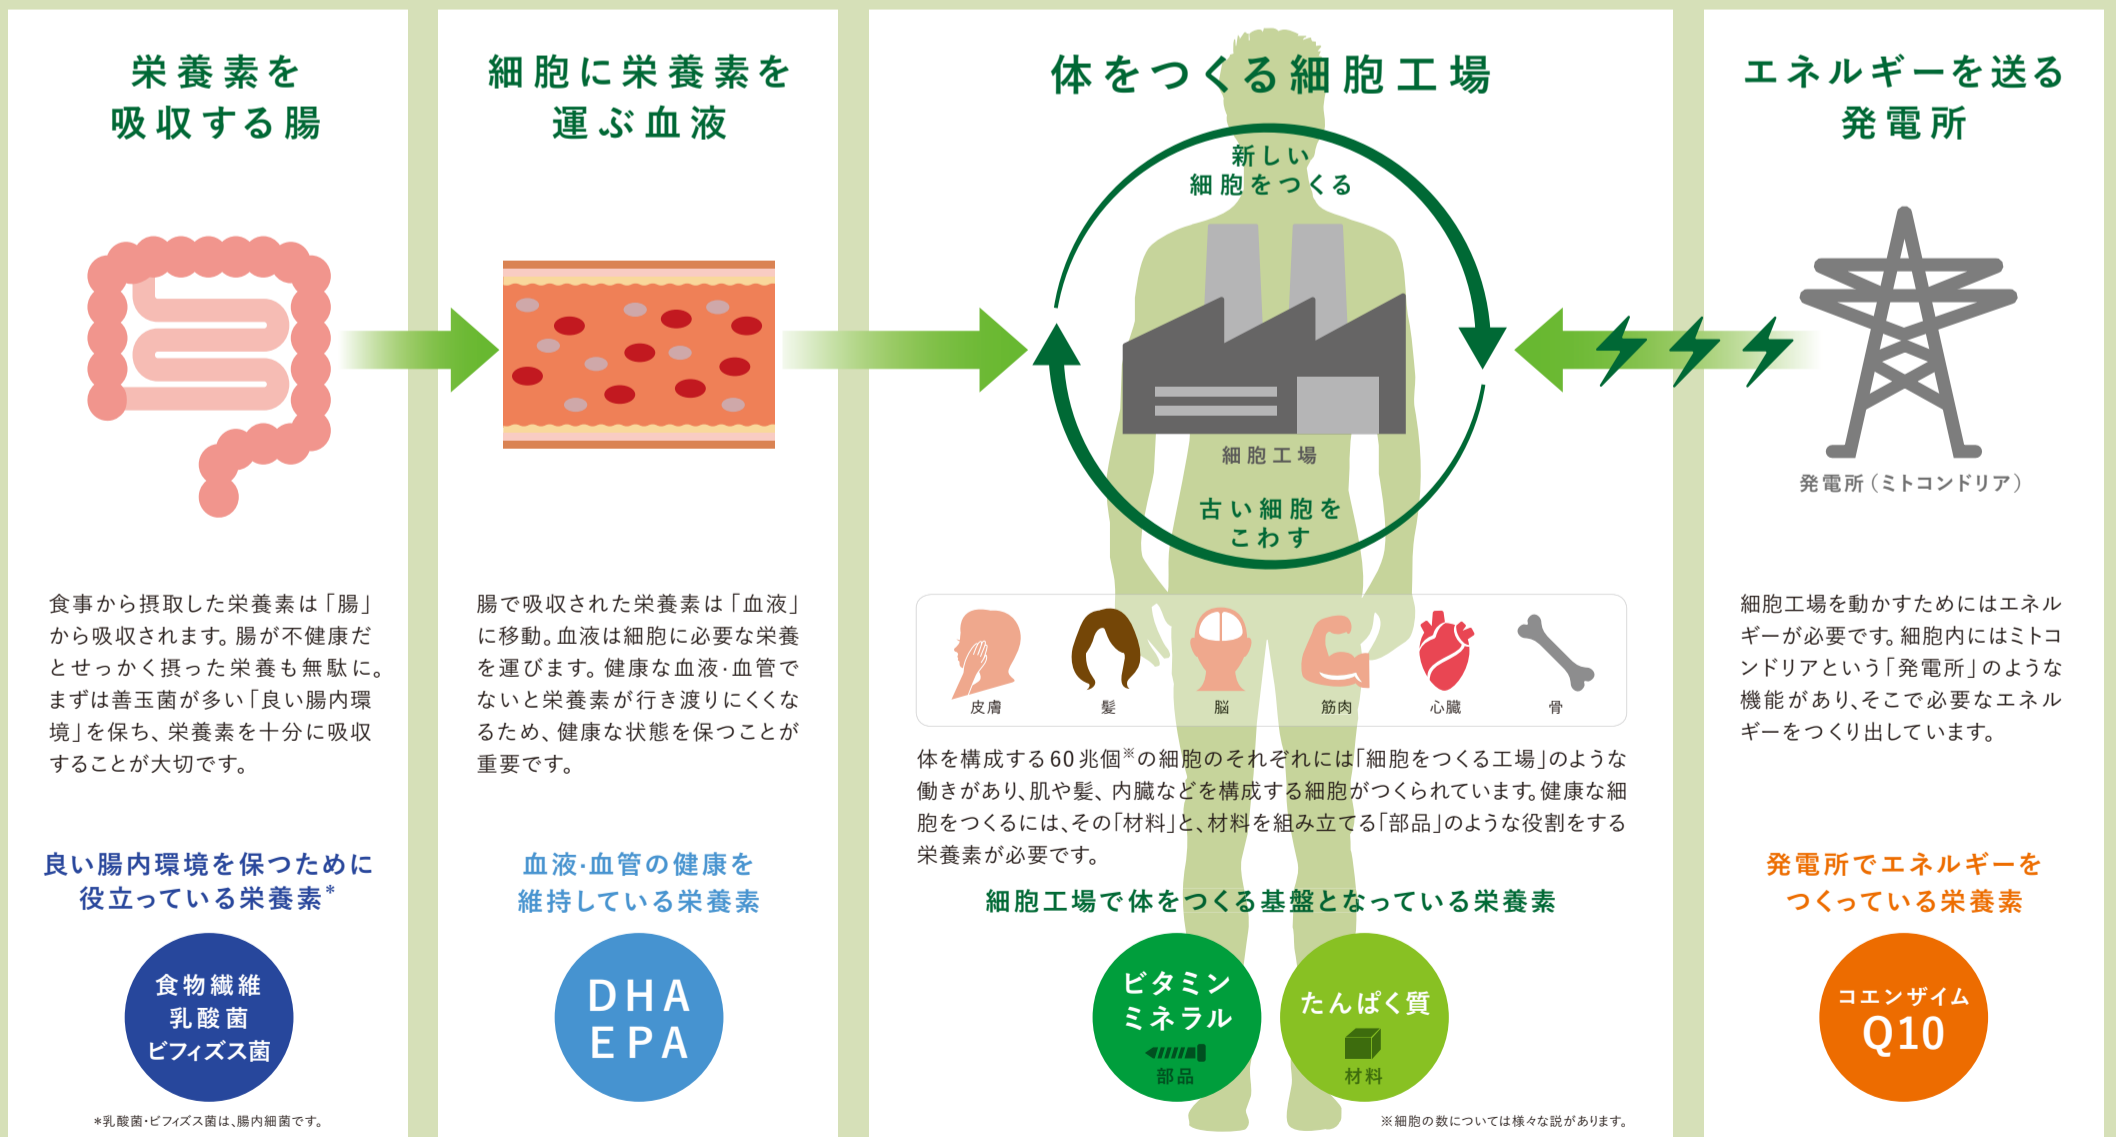 栄養素を
吸収する腸
食事から摂取した栄養素は「腸」
から吸収されます。腸が不健康だ
とせっかく摂った栄養も無駄に。
まずは善玉菌が多い「良い腸内環
境」を保ち、栄養素を十分に吸収
することが大切です。
良い腸内環境を保つために
役立っている栄養素*
食物繊維
乳酸菌
ビフィズス菌
*乳酸菌・ビフィズス菌は、腸内細菌です。
細胞に栄養素を
運ぶ血液
腸で吸収された栄養素は「血液」
に移動。血液は細胞に必要な栄養
を運びます。健康な血液・血管で
ないと栄養素が行き渡りにくくな
るため、健康な状態を保つことが
重要です。
血液・血管の健康を
維持している栄養素
DHA
EPA
体をつくる細胞工場
新しい
細胞をつくる
細胞工場
古い細胞を
こわす
皮膚 髪 脳 筋肉 心臓 骨
体を構成する60兆個※の細胞のそれぞれには「細胞をつくる工場」のような
働きがあり、肌や髪、内臓などを構成する細胞がつくられています。健康な細
胞をつくるには、その「材料」と、材料を組み立てる「部品」のような役割をする
栄養素が必要です。
細胞工場で体をつくる基盤となっている栄養素
ビタミン
ミネラル
部品
たんぱく質
材料
※細胞の数については様々な説があります。
エネルギーを送る
発電所
発電所（ミトコンドリア）
細胞工場を動かすためにはエネル
ギーが必要です。細胞内にはミトコ
ンドリアという「発電所」のような
機能があり、そこで必要なエネル
ギーをつくり出しています。
発電所でエネルギーを
つくっている栄養素
コエンザイム
Q10